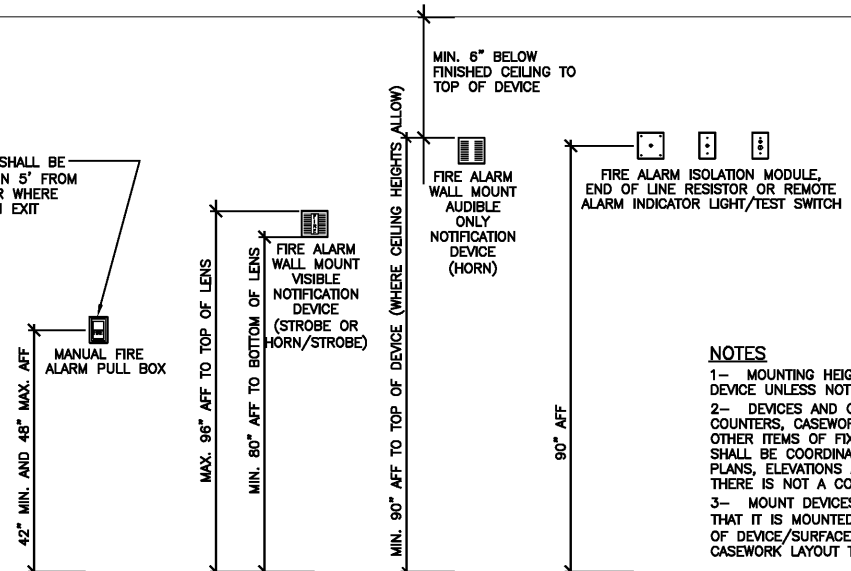 MIN. 6" BELOW
FINISHED CEILING TO
TOP OF DEVICE
SHALL BE
N 5' FROM
R WHERE
EXIT
MANUAL FIRE
ALARM PULL BOX
42" MIN. AND 48" MAX. AFF
MAX. 96" AFF TO TOP OF LENS
MIN. 80" AFF TO BOTTOM OF LENS
FIRE ALARM
WALL MOUNT
VISIBLE
NOTIFICATION
DEVICE
(STROBE OR
HORN/STROBE)
MIN. 90" AFF TO TOP OF DEVICE (WHERE CEILING HEIGHTS ALLOW)
FIRE ALARM
WALL MOUNT
AUDIBLE
ONLY
NOTIFICATION
DEVICE
(HORN)
90" AFF
FIRE ALARM ISOLATION MODULE,
END OF LINE RESISTOR OR REMOTE
ALARM INDICATOR LIGHT/TEST SWITCH
NOTES
1- MOUNTING HEIG
DEVICE UNLESS NOT
2- DEVICES AND O
COUNTERS, CASEWOR
OTHER ITEMS OF FIX
SHALL BE COORDINA
PLANS, ELEVATIONS
THERE IS NOT A CO
3- MOUNT DEVICES
THAT IT IS MOUNTED
OF DEVICE/SURFACE
CASEWORK LAYOUT T